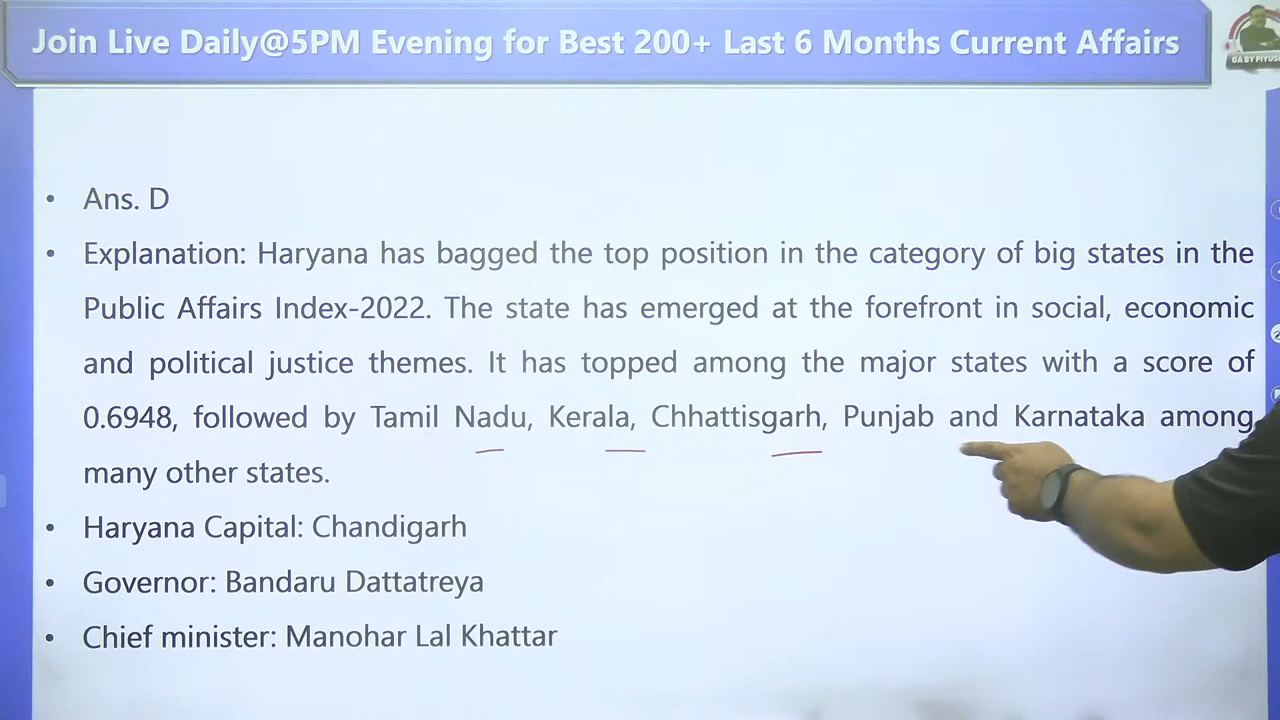 Join Live Daily@5PM Evening for Best 200+ Last 6 Months Current Affairs
GA BY PIYUSH
• Ans. D
• Explanation: Haryana has bagged the top position in the category of big states in the
Public Affairs Index-2022. The state has emerged at the forefront in social, economic
and political justice themes. It has topped among the major states with a score of
0.6948, followed by Tamil Nadu, Kerala, Chhattisgarh, Punjab and Karnataka among
many other states.
• Haryana Capital: Chandigarh
• Governor: Bandaru Dattatreya
• Chief minister: Manohar Lal Khattar